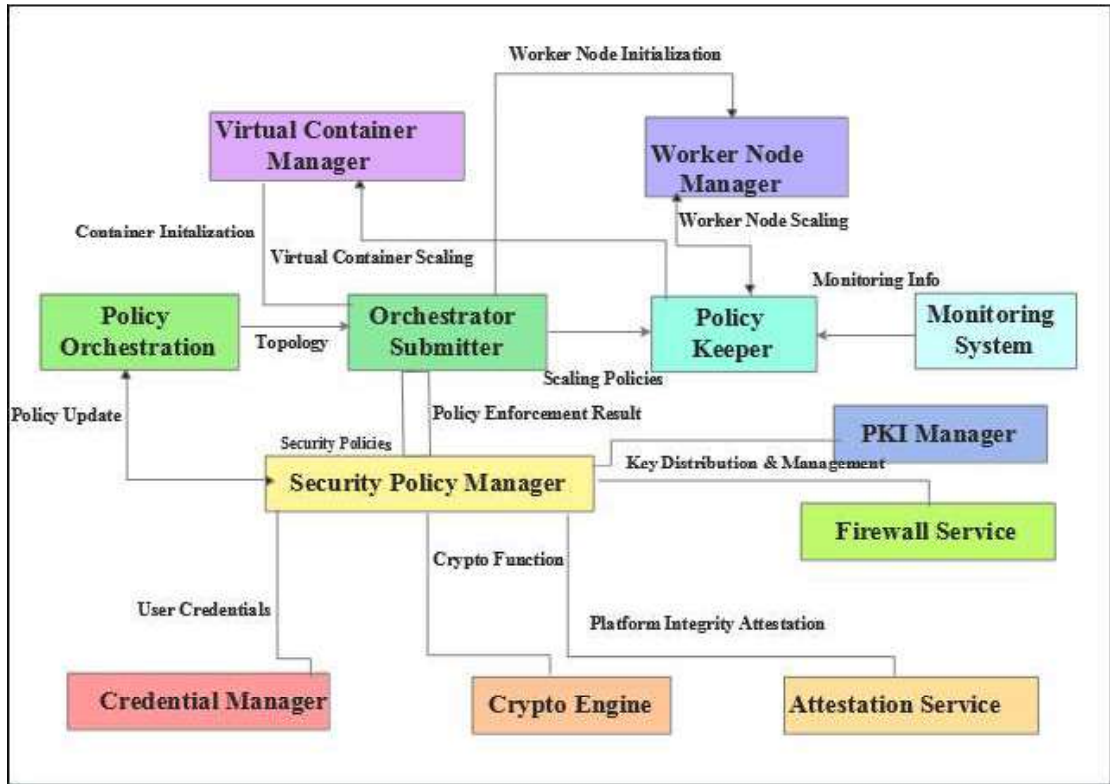 Worker Node Initialization
Virtual Container
Manager
Worker Node
Manager
Container Initalization
Worker Node Scaling
Virtual Container Scaling
Monitoring Info
Policy
Orchestration
Topology
Orchestrator
Submitter
Policy
Keeper
Monitoring
System
Scaling Policies
Policy Update
Policy Enforcement Result
Security Policies
PKI Manager
Key Distribution & Management
Security Policy Manager
Firewall Service
Crypto Function
User Credentials
Platform Integrity Attestation
Credential Manager
Crypto Engine
Attestation Service